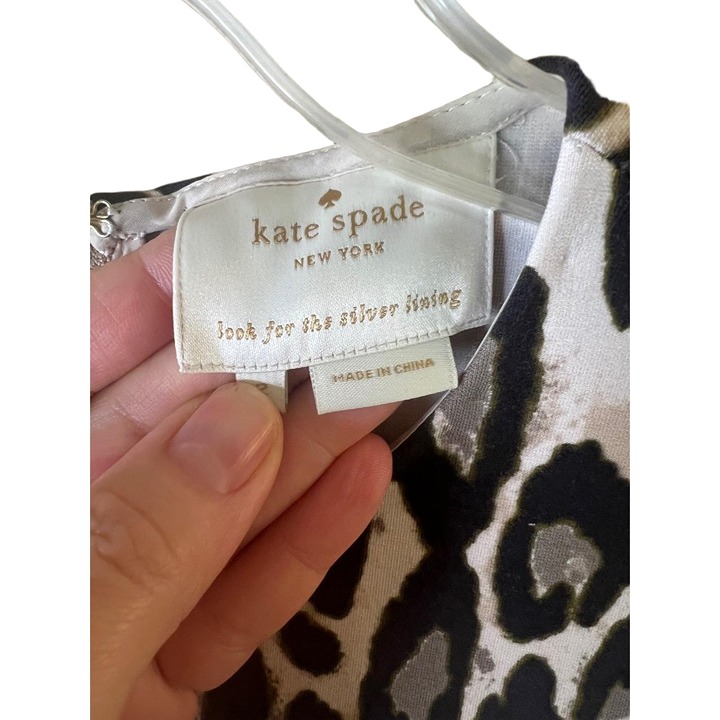 kate spade
NEW YORK
look for the silver lining
MADE IN CHINA